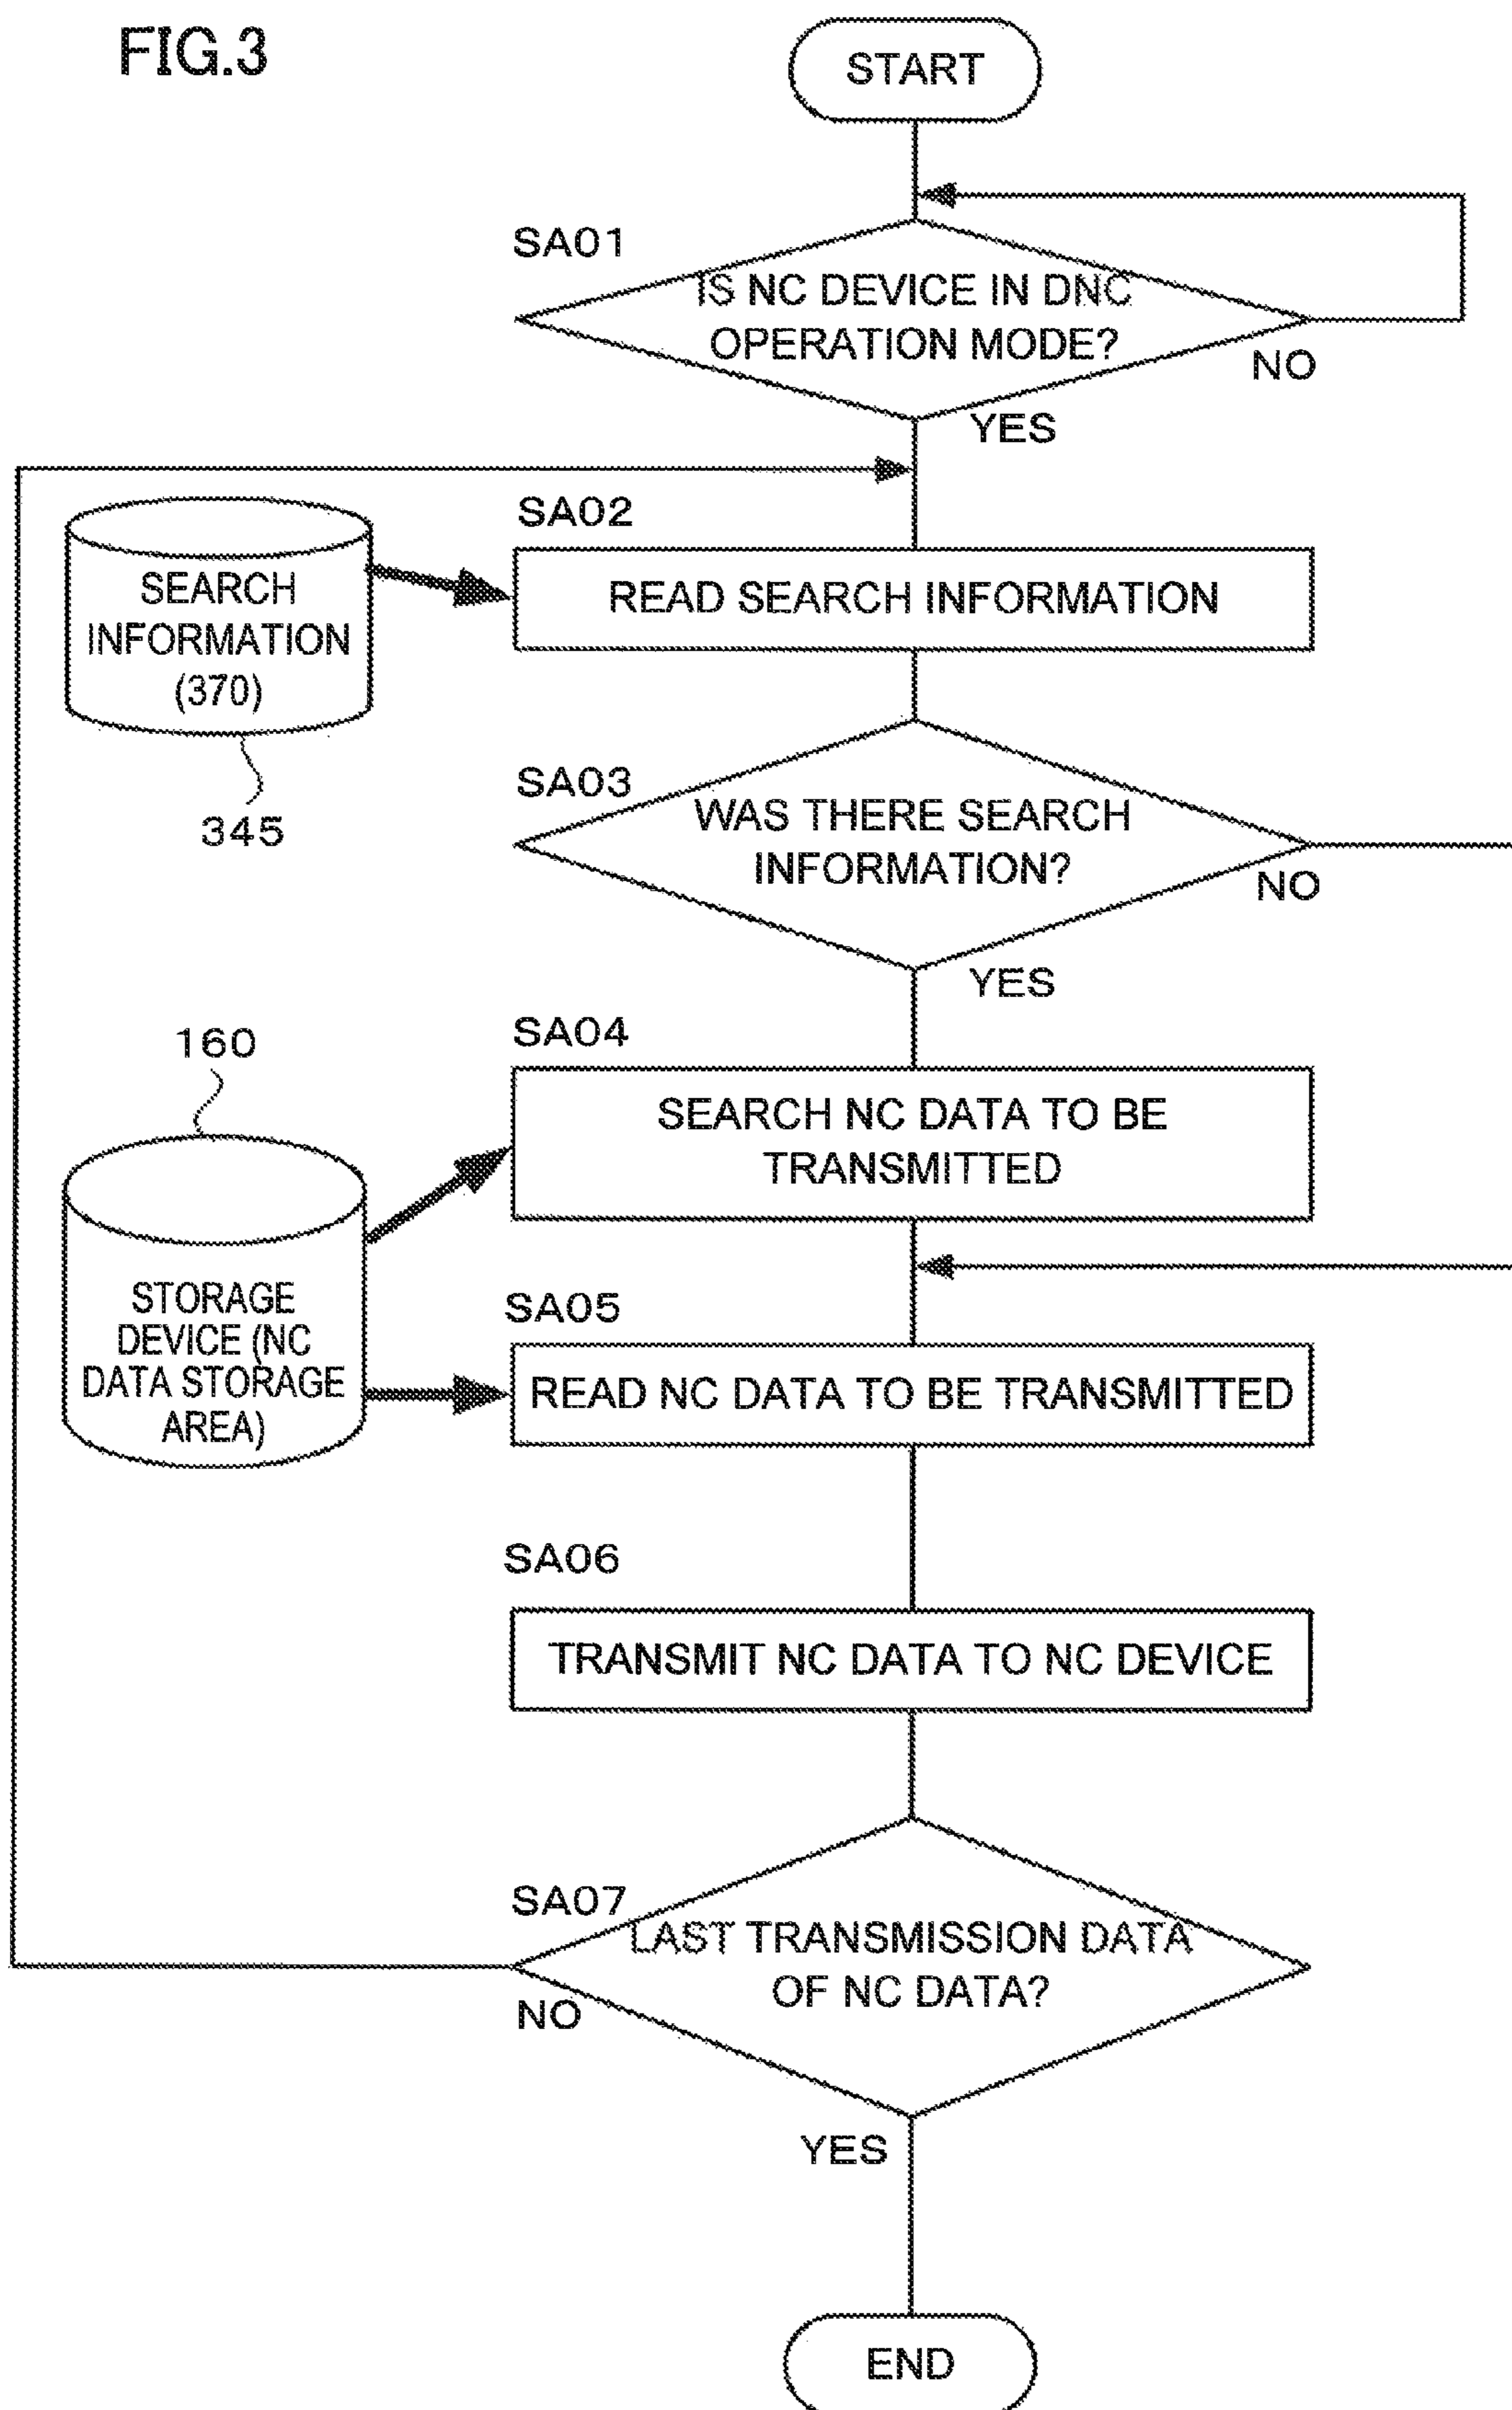 FIG.3
START
SA01
IS NC DEVICE IN DNC
OPERATION MODE?
NO
YES
SA02
SEARCH
INFORMATION
(370)
READ SEARCH INFORMATION
345
SA03
WAS THERE SEARCH
INFORMATION?
NO
YES
160
SA04
SEARCH NC DATA TO BE
TRANSMITTED
STORAGE
DEVICE (NC
DATA STORAGE
AREA)
SA05
READ NC DATA TO BE TRANSMITTED
SA06
TRANSMIT NC DATA TO NC DEVICE
SA07
LAST TRANSMISSION DATA
OF NC DATA?
NO
YES
END